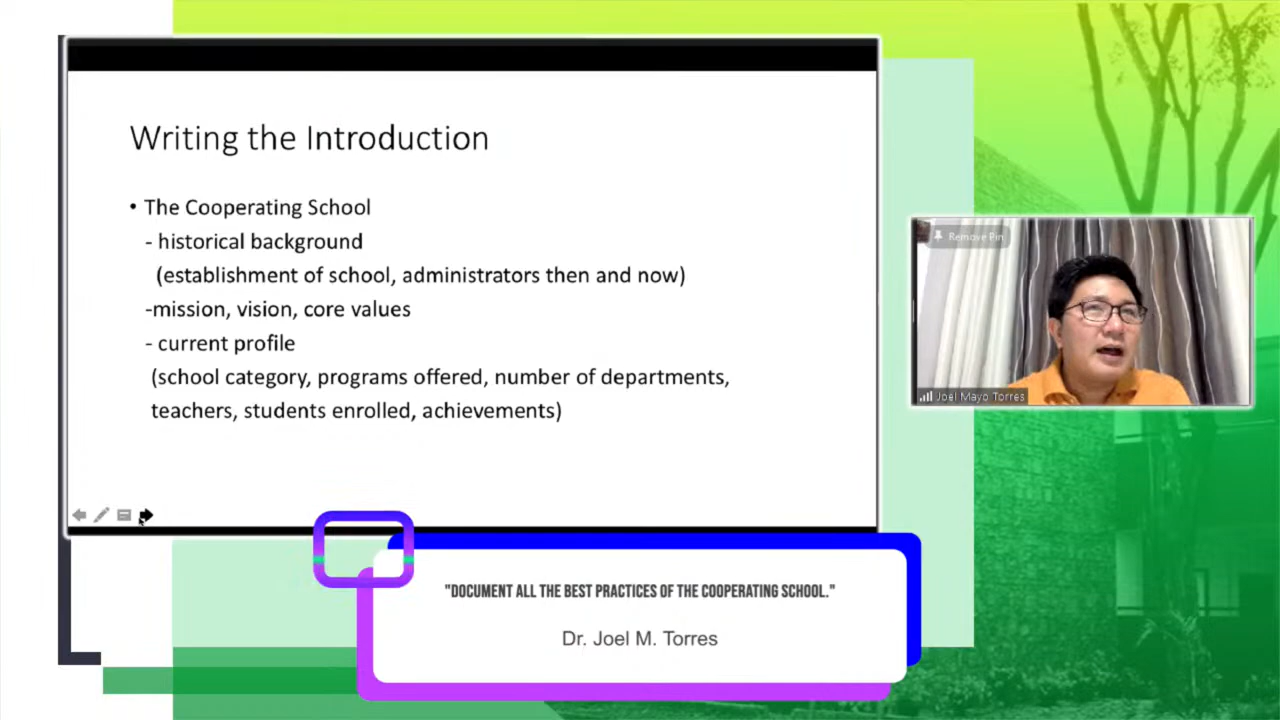 Writing the Introduction
• The Cooperating School
- historical background
(establishment of school, administrators then and now)
-mission, vision, core values
- current profile
(school category, programs offered, number of departments,
teachers, students enrolled, achievements)
Remove Pin
Joel Mayo Torres
"DOCUMENT ALL THE BEST PRACTICES OF THE COOPERATING SCHOOL."
Dr. Joel M. Torres